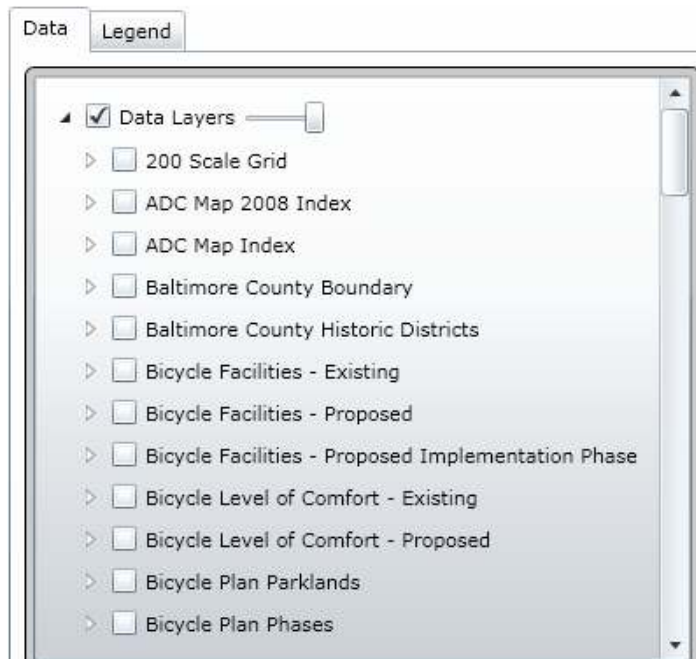 Data Legend
Data Layers
200 Scale Grid
ADC Map 2008 Index
ADC Map Index
Baltimore County Boundary
Baltimore County Historic Districts
Bicycle Facilities - Existing
Bicycle Facilities - Proposed
Bicycle Facilities - Proposed Implementation Phase
Bicycle Level of Comfort - Existing
Bicycle Level of Comfort - Proposed
Bicycle Plan Parklands
Bicycle Plan Phases